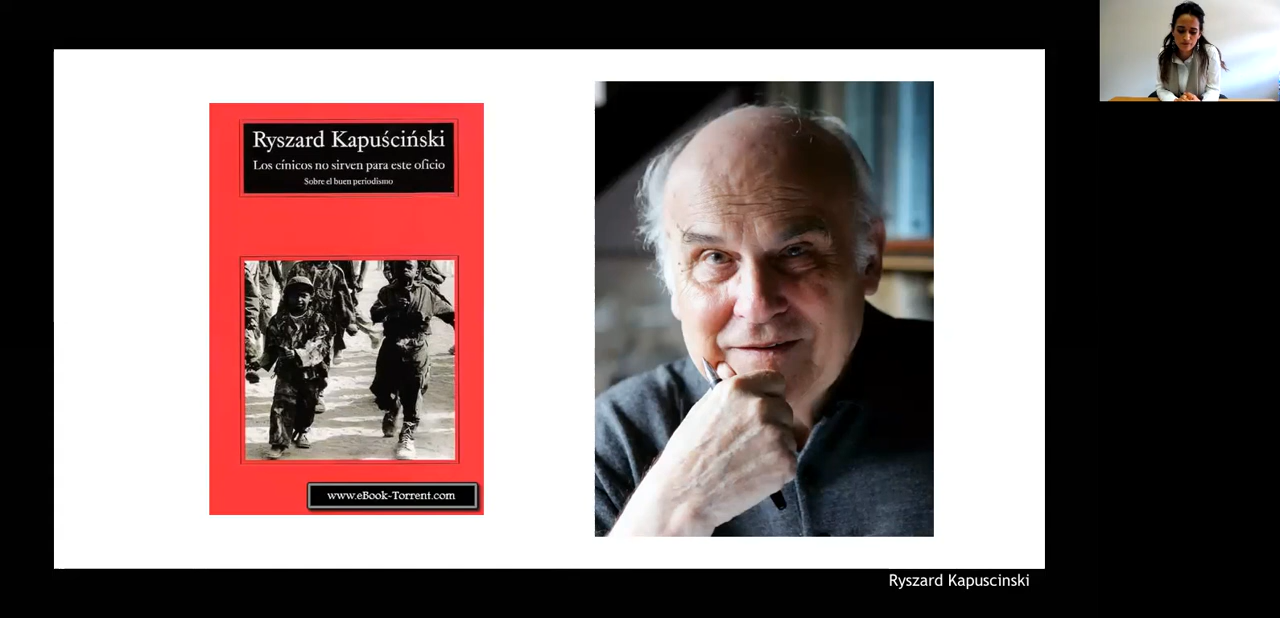 Ryszard Kapuściński
Los cínicos no sirven para este oficio
Sobre el buen periodismo
www.eBook-Torrent.com
Ryszard Kapuscinski